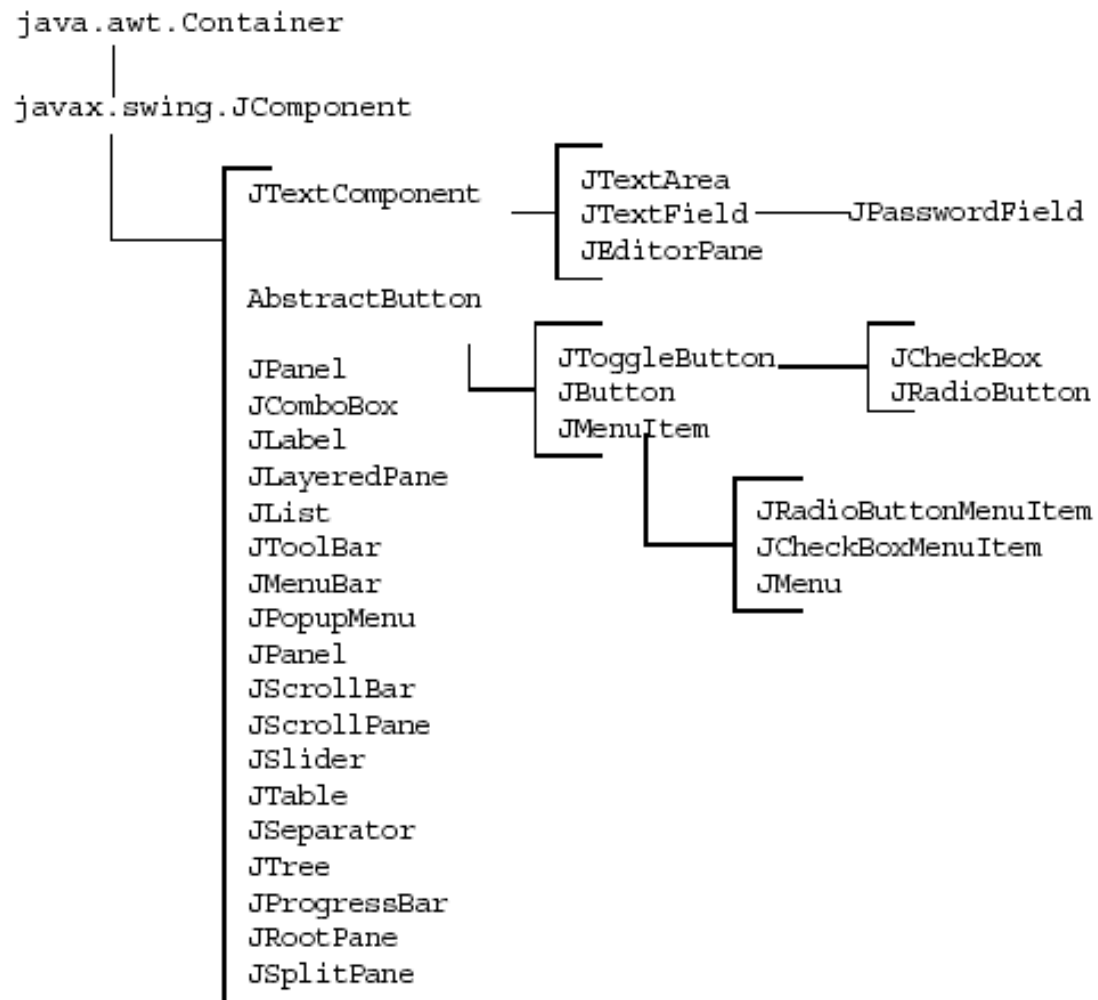 java.awt.Container
javax.swing.JComponent
JTextComponent
JTextArea
JTextField
JPasswordField
JEditorPane
AbstractButton
JToggleButton
JCheckBox
JButton
JRadioButton
JMenuItem
JRadioButtonMenuItem
JCheckBoxMenuItem
JMenu
JPanel
JComboBox
JLabel
JLayeredPane
JList
JToolBar
JMenuBar
JPopupMenu
JPanel
JScrollBar
JScrollPane
JSlider
JTable
JSeparator
JTree
JProgressBar
JRootPane
JSplitPane